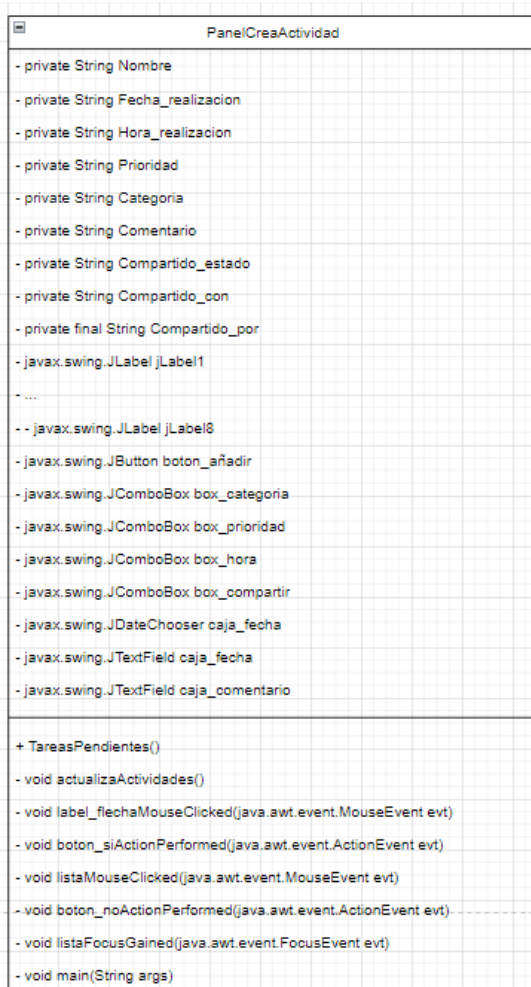 PanelCreaActividad
- private String Nombre
- private String Fecha_realizacion
- private String Hora_realizacion
- private String Prioridad
- private String Categoria
- private String Comentario
- private String Compartido_estado
- private String Compartido_con
- private final String Compartido_por
- javax.swing.JLabel jLabel1
- ...
- - javax.swing.JLabel jLabel8
- javax.swing.JButton boton_añadir
- javax.swing.JComboBox box_categoria
- javax.swing.JComboBox box_prioridad
- javax.swing.JComboBox box_hora
- javax.swing.JComboBox box_compartir
- javax.swing.JDateChooser caja_fecha
- javax.swing.JTextField caja_fecha
- javax.swing.JTextField caja_comentario
+ TareasPendientes()
- void actualizaActividades()
- void label_flechaMouseClicked(java.awt.event.MouseEvent evt)
- void boton_siActionPerformed(java.awt.event.ActionEvent evt)
- void listaMouseClicked(java.awt.event.MouseEvent evt)
- void boton_noActionPerformed(java.awt.event.ActionEvent evt)
- void listaFocusGained(java.awt.event.FocusEvent evt)
- void main(String args)